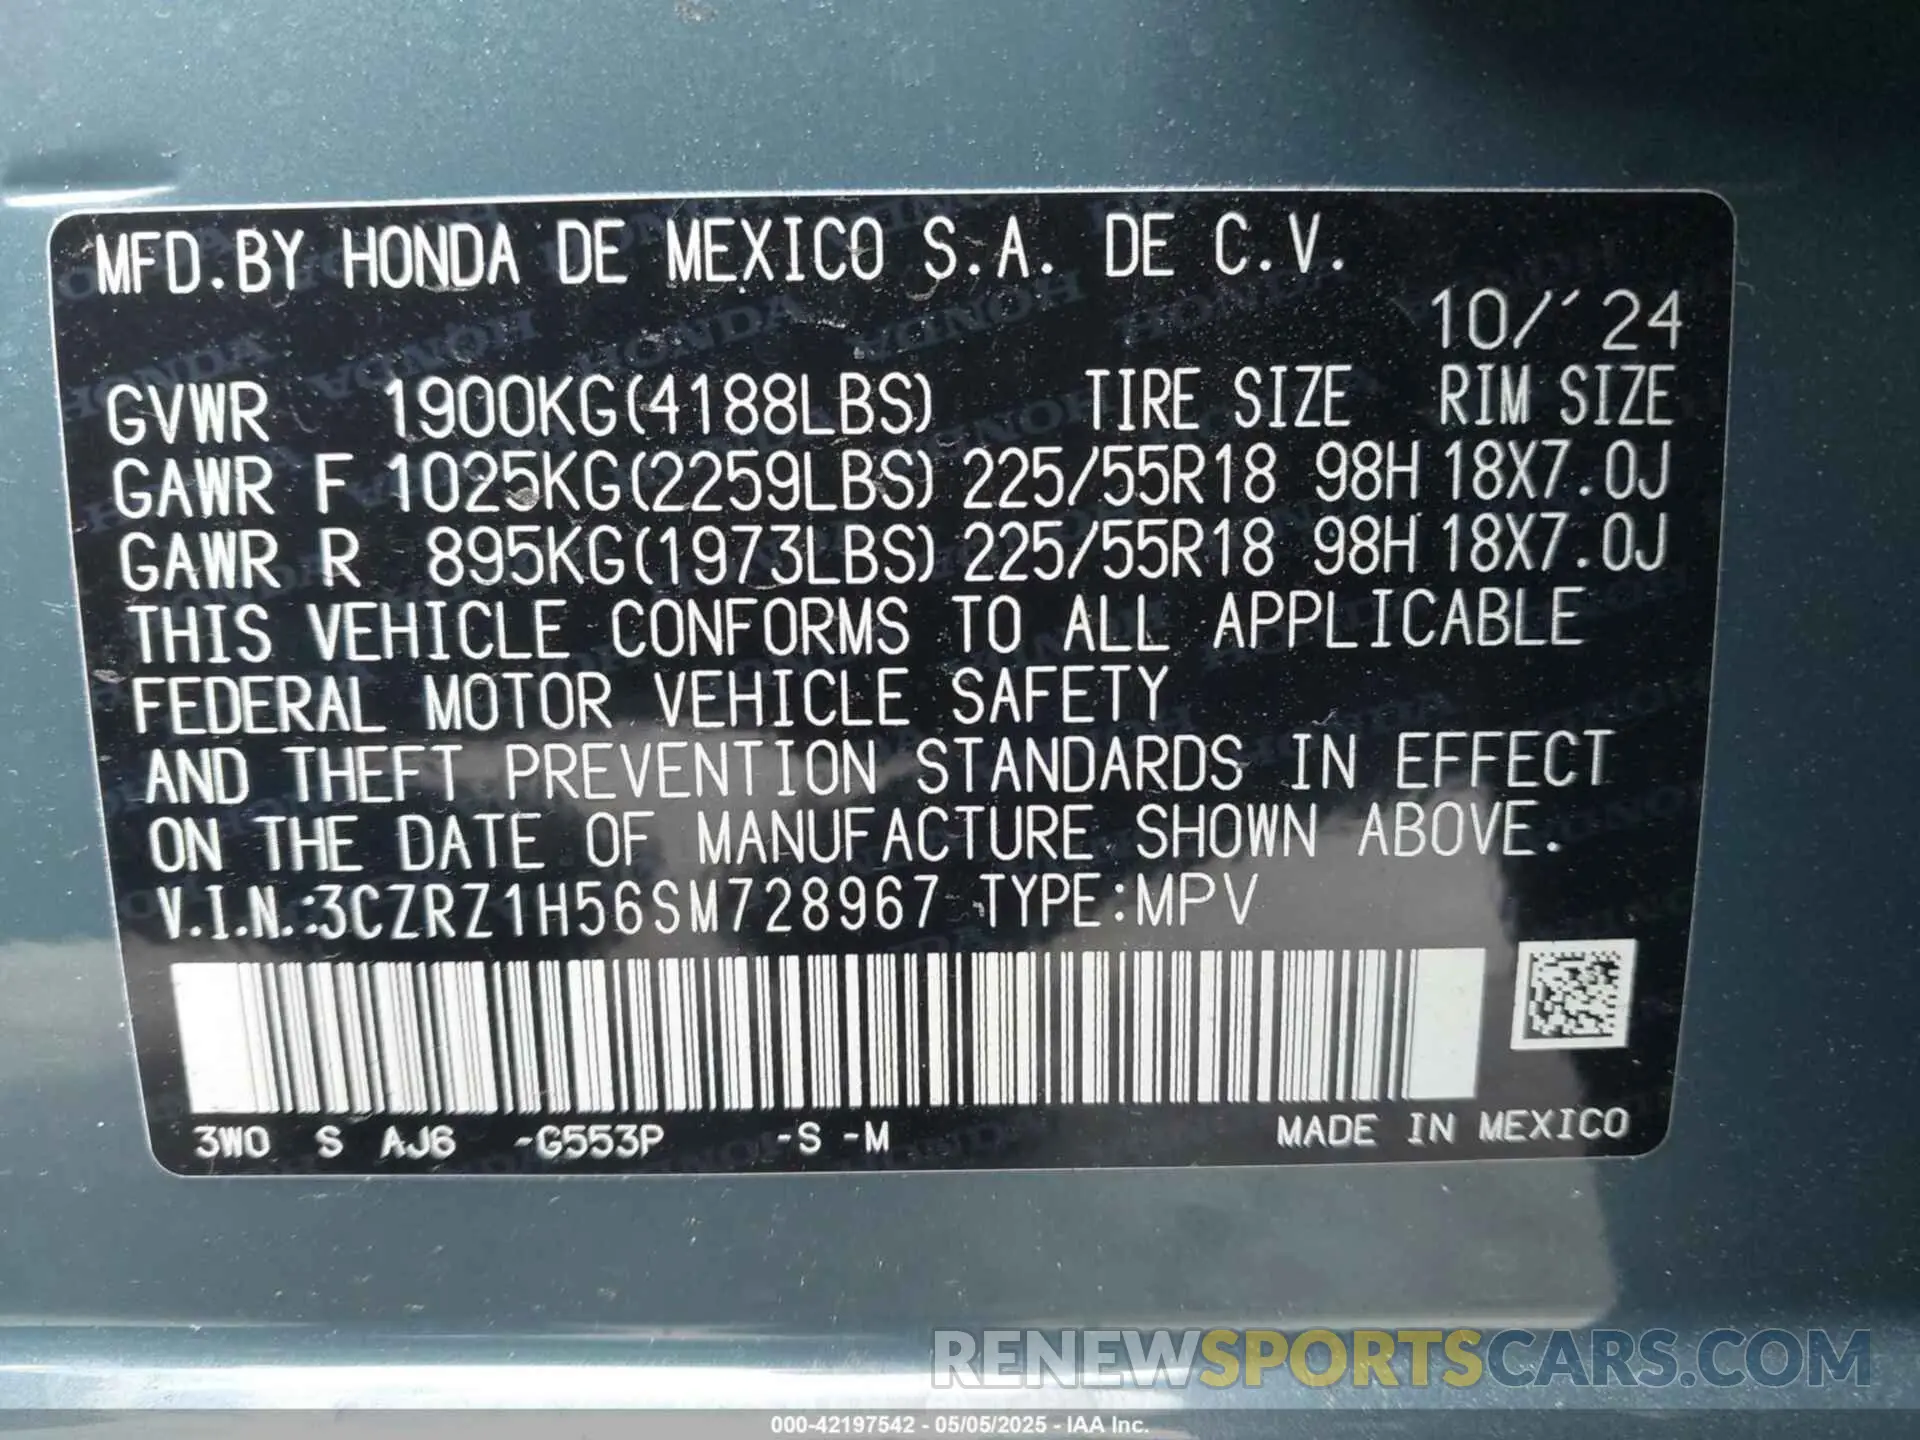 MFD.BY HONDA DE MEXICO S.A. DE C.V.
10/'24
GVWR 1900KG(4188LBS) TIRE SIZE RIM SIZE
GAWR F 1025KG(2259LBS) 225/55R18 98H 18X7.0J
GAWR R 895KG(1973LBS) 225/55R18 98H 18X7.0J
THIS VEHICLE CONFORMS TO ALL APPLICABLE
FEDERAL MOTOR VEHICLE SAFETY
AND THEFT PREVENTION STANDARDS IN EFFECT
ON THE DATE OF MANUFACTURE SHOWN ABOVE.
V.I.N.:3CZRZ1H56SM728967 TYPE:MPV
3W0 S AJ6 -G553P -S -M MADE IN MEXICO
RENEWSPORTSCARS.COM
000-42197542 - 05/05/2025 - IAA Inc.